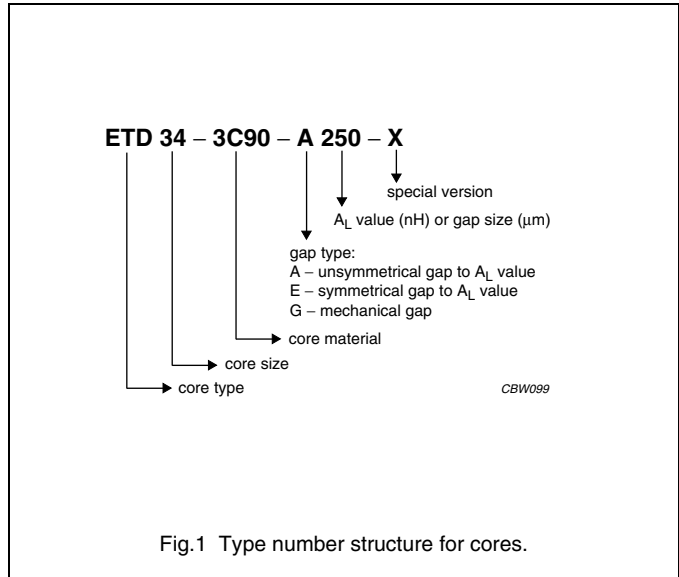 ETD 34 – 3C90 – A 250 – X
special version
AL value (nH) or gap size (μm)
gap type:
A – unsymmetrical gap to AL value
E – symmetrical gap to AL value
G – mechanical gap
core material
core size
core type
CBW099
Fig.1 Type number structure for cores.